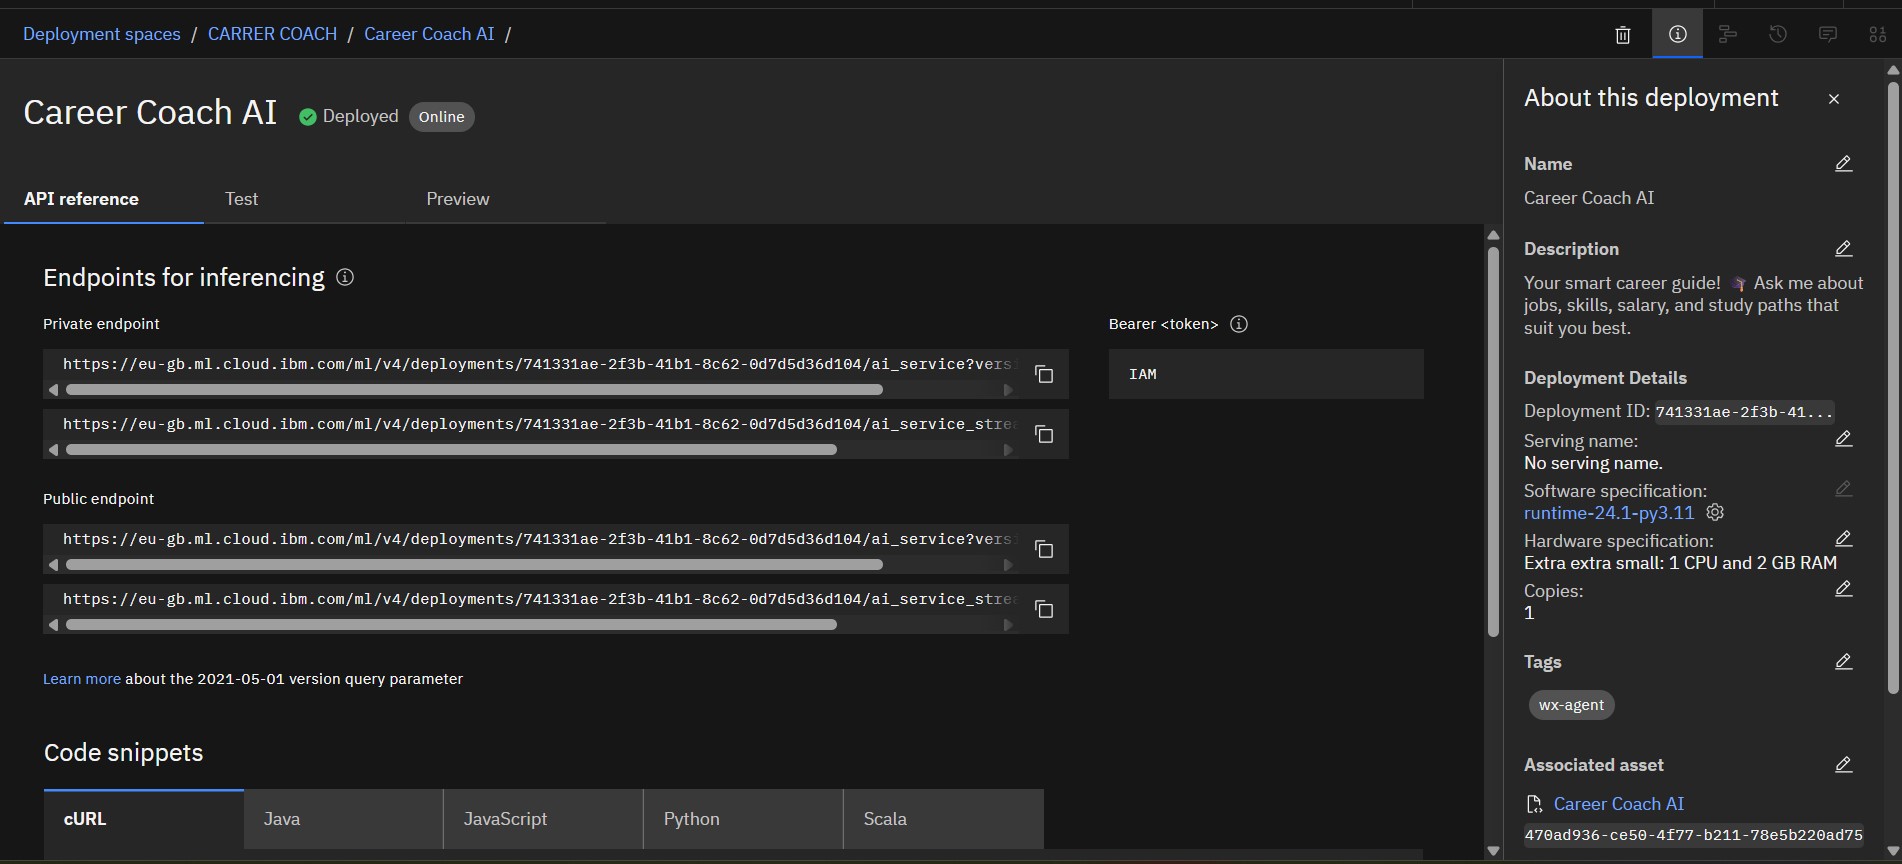 Deployment spaces / CARRER COACH / Career Coach AI /
Career Coach AI Deployed Online
API reference Test Preview
Endpoints for inferencing
Private endpoint
https://eu-gb.ml.cloud.ibm.com/ml/v4/deployments/741331ae-2f3b-41b1-8c62-0d7d5d36d104/ai_service?vers
https://eu-gb.ml.cloud.ibm.com/ml/v4/deployments/741331ae-2f3b-41b1-8c62-0d7d5d36d104/ai_service_stre
Bearer <token>
IAM
Public endpoint
https://eu-gb.ml.cloud.ibm.com/ml/v4/deployments/741331ae-2f3b-41b1-8c62-0d7d5d36d104/ai_service?vers
https://eu-gb.ml.cloud.ibm.com/ml/v4/deployments/741331ae-2f3b-41b1-8c62-0d7d5d36d104/ai_service_stre
Learn more about the 2021-05-01 version query parameter
Code snippets
cURL Java JavaScript Python Scala
About this deployment
Name
Career Coach AI
Description
Your smart career guide! 🎓 Ask me about
jobs, skills, salary, and study paths that
suit you best.
Deployment Details
Deployment ID: 741331ae-2f3b-41...
Serving name:
No serving name.
Software specification:
runtime-24.1-py3.11
Hardware specification:
Extra extra small: 1 CPU and 2 GB RAM
Copies:
1
Tags
wx-agent
Associated asset
Career Coach AI
470ad936-ce50-4f77-b211-78e5b220ad75